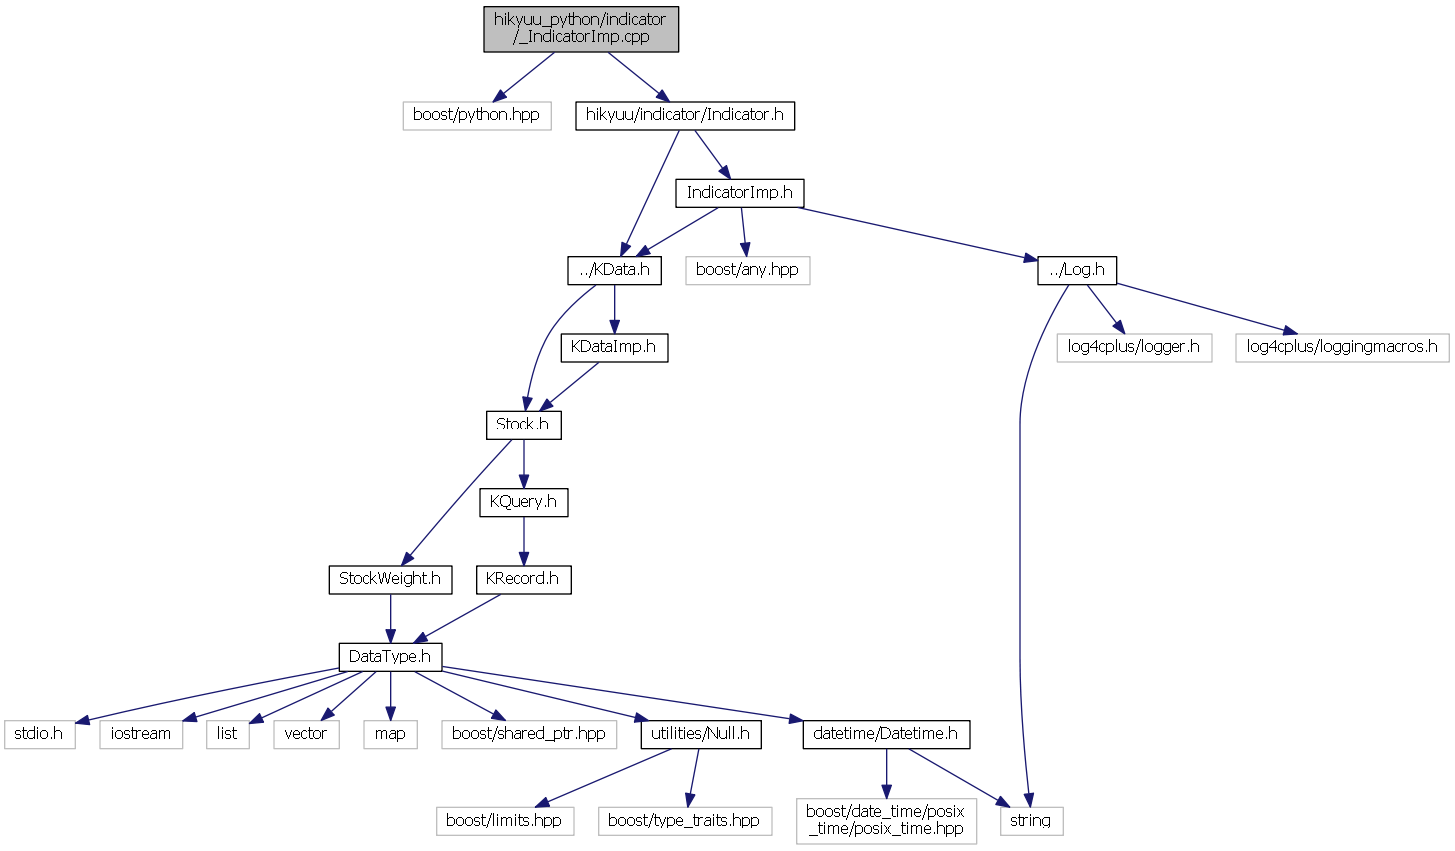 hikyuu_python/indicator
/_IndicatorImp.cpp
boost/python.hpp
hikyuu/indicator/Indicator.h
IndicatorImp.h
../KData.h
boost/any.hpp
../Log.h
KDataImp.h
log4cplus/logger.h
log4cplus/loggingmacros.h
Stock.h
KQuery.h
StockWeight.h
KRecord.h
DataType.h
stdio.h
iostream
list
vector
map
boost/shared_ptr.hpp
utilities/Null.h
datetime/Datetime.h
boost/limits.hpp
boost/type_traits.hpp
boost/date_time/posix
_time/posix_time.hpp
string